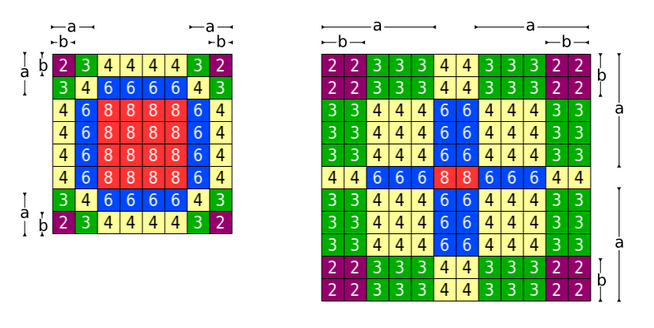 a a a a
b b b b
a b 2 3 4 4 4 4 3 2 2 2 3 3 3 4 4 3 3 3 2 2 b
3 4 6 6 6 6 4 3 2 2 3 3 3 4 4 3 3 3 2 2
4 6 8 8 8 8 6 4 3 3 4 4 4 6 6 4 4 4 3 3 a
4 6 8 8 8 8 6 4 3 3 4 4 4 6 6 4 4 4 3 3
4 6 8 8 8 8 6 4 3 3 4 4 4 6 6 4 4 4 3 3
4 6 8 8 8 8 6 4 4 4 6 6 6 8 8 6 6 6 4 4
3 4 6 6 6 6 4 3 3 3 4 4 4 6 6 4 4 4 3 3
a b 2 3 4 4 4 4 3 2 3 3 4 4 4 6 6 4 4 4 3 3
3 3 4 4 4 6 6 4 4 4 3 3 a
2 2 3 3 3 4 4 3 3 3 2 2 b
2 2 3 3 3 4 4 3 3 3 2 2